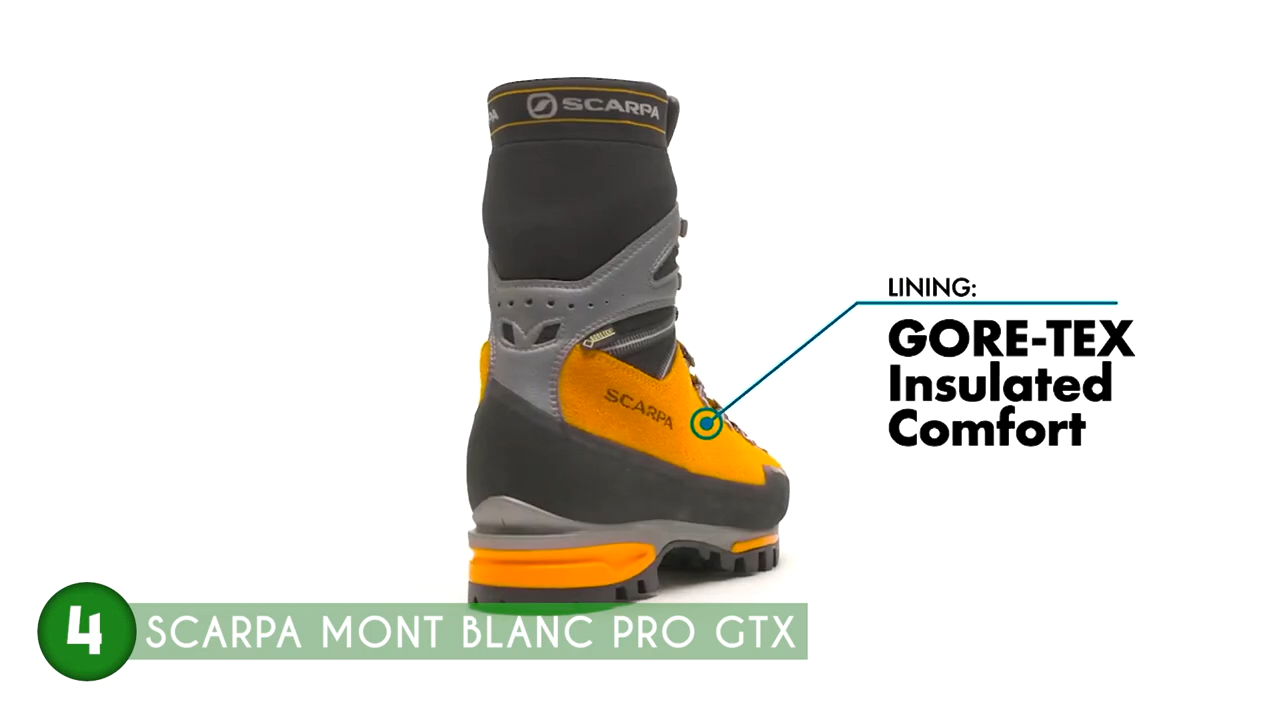 SCARPA
SCARPA
LINING:
GORE-TEX
Insulated
Comfort
4
SCARPA MONT BLANC PRO GTX